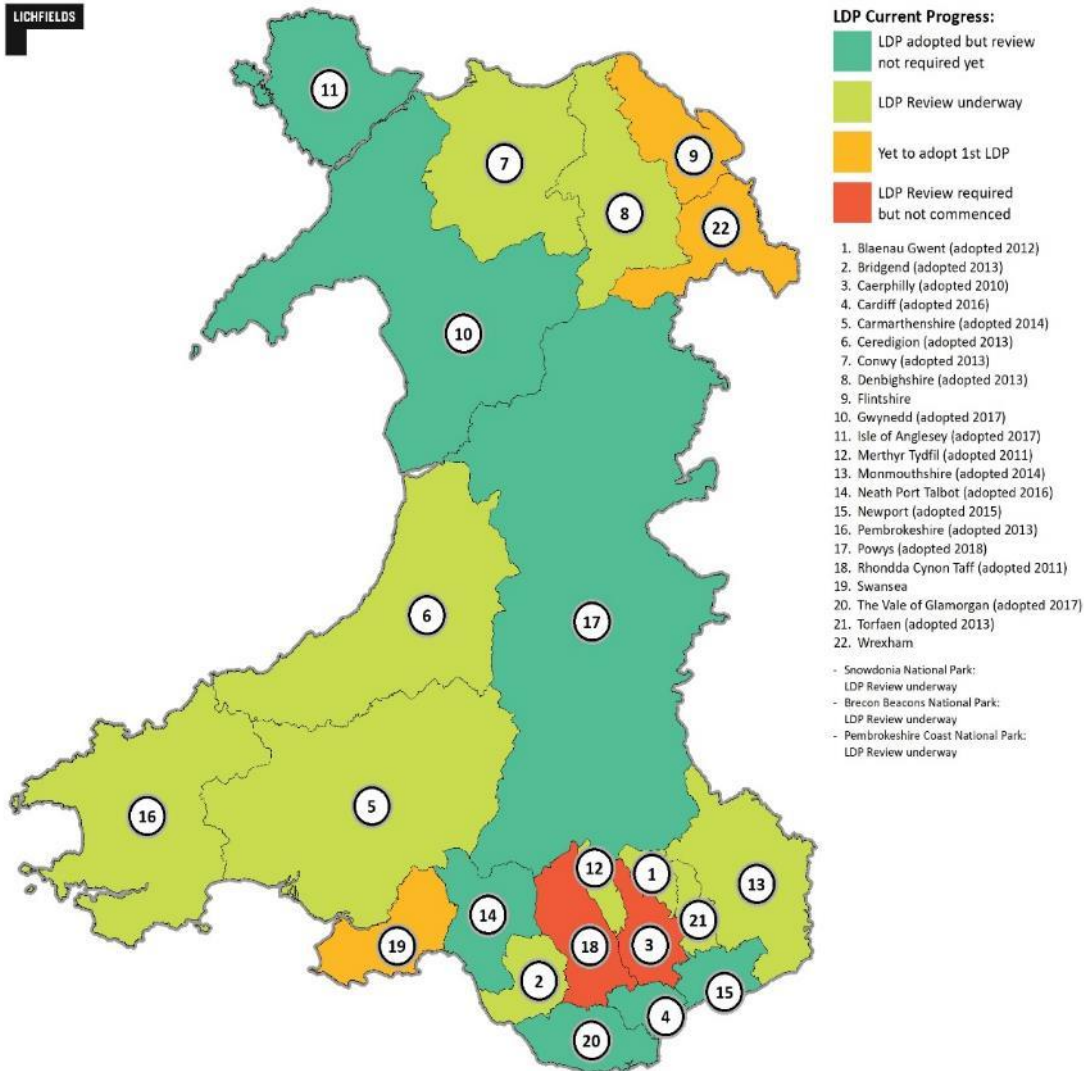 LICHFIELDS
LDP Current Progress:
LDP adopted but review
not required yet
LDP Review underway
Yet to adopt 1st LDP
LDP Review required
but not commenced
1. Blaenau Gwent (adopted 2012)
2. Bridgend (adopted 2013)
3. Caerphilly (adopted 2010)
4. Cardiff (adopted 2016)
5. Carmarthenshire (adopted 2014)
6. Ceredigion (adopted 2013)
7. Conwy (adopted 2013)
8. Denbighshire (adopted 2013)
9. Flintshire
10. Gwynedd (adopted 2017)
11. Isle of Anglesey (adopted 2017)
12. Merthyr Tydfil (adopted 2011)
13. Monmouthshire (adopted 2014)
14. Neath Port Talbot (adopted 2016)
15. Newport (adopted 2015)
16. Pembrokeshire (adopted 2013)
17. Powys (adopted 2018)
18. Rhondda Cynon Taff (adopted 2011)
19. Swansea
20. The Vale of Glamorgan (adopted 2017)
21. Torfaen (adopted 2013)
22. Wrexham
- Snowdonia National Park:
LDP Review underway
- Brecon Beacons National Park:
LDP Review underway
- Pembrokeshire Coast National Park:
LDP Review underway
11
7
9
8
22
10
6
17
5
16
12
1
13
14
21
19
18
3
2
15
4
20